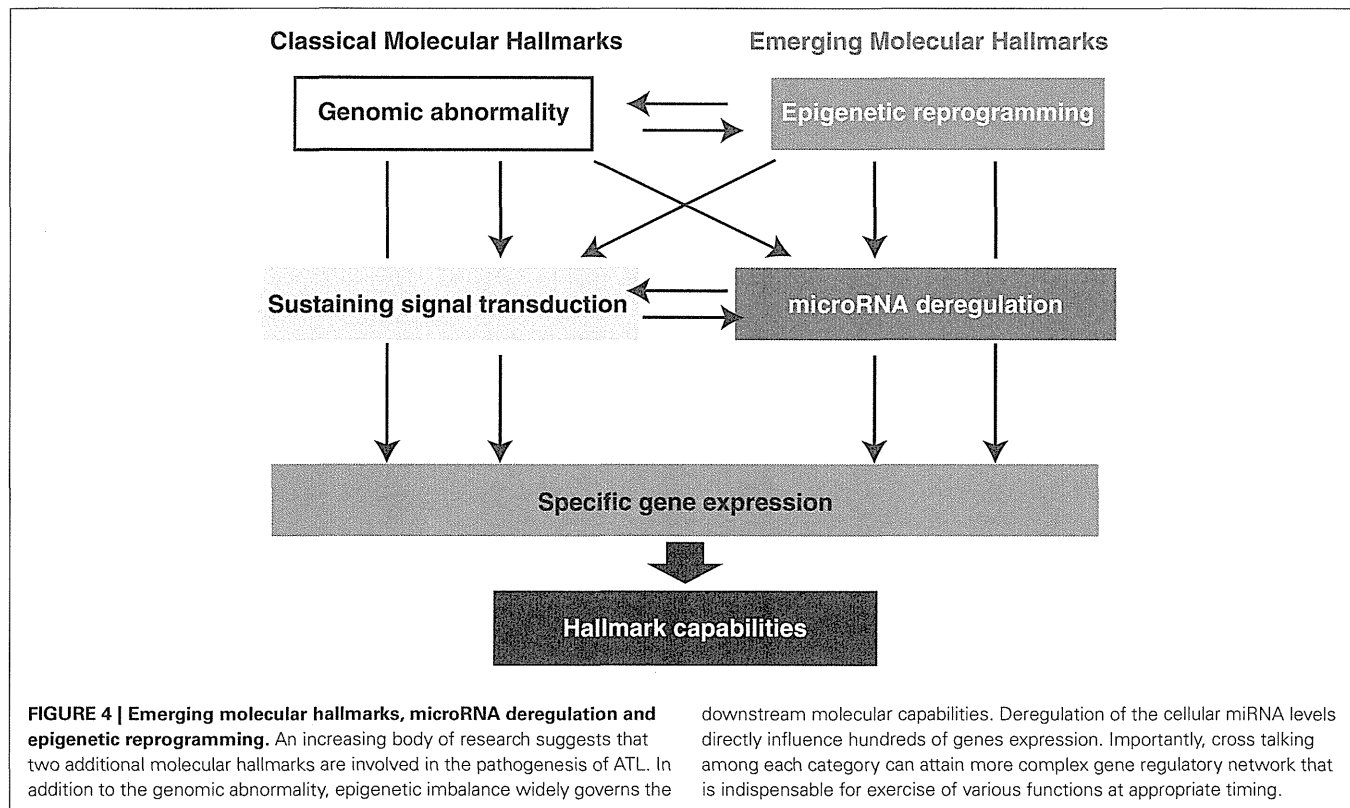 Classical Molecular Hallmarks
Emerging Molecular Hallmarks
Genomic abnormality
Epigenetic reprogramming
Sustaining signal transduction
microRNA deregulation
Specific gene expression
Hallmark capabilities
FIGURE 4 | Emerging molecular hallmarks, microRNA deregulation and
epigenetic reprogramming. An increasing body of research suggests that
two additional molecular hallmarks are involved in the pathogenesis of ATL. In
addition to the genomic abnormality, epigenetic imbalance widely governs the
downstream molecular capabilities. Deregulation of the cellular miRNA levels
directly influence hundreds of genes expression. Importantly, cross talking
among each category can attain more complex gene regulatory network that
is indispensable for exercise of various functions at appropriate timing.